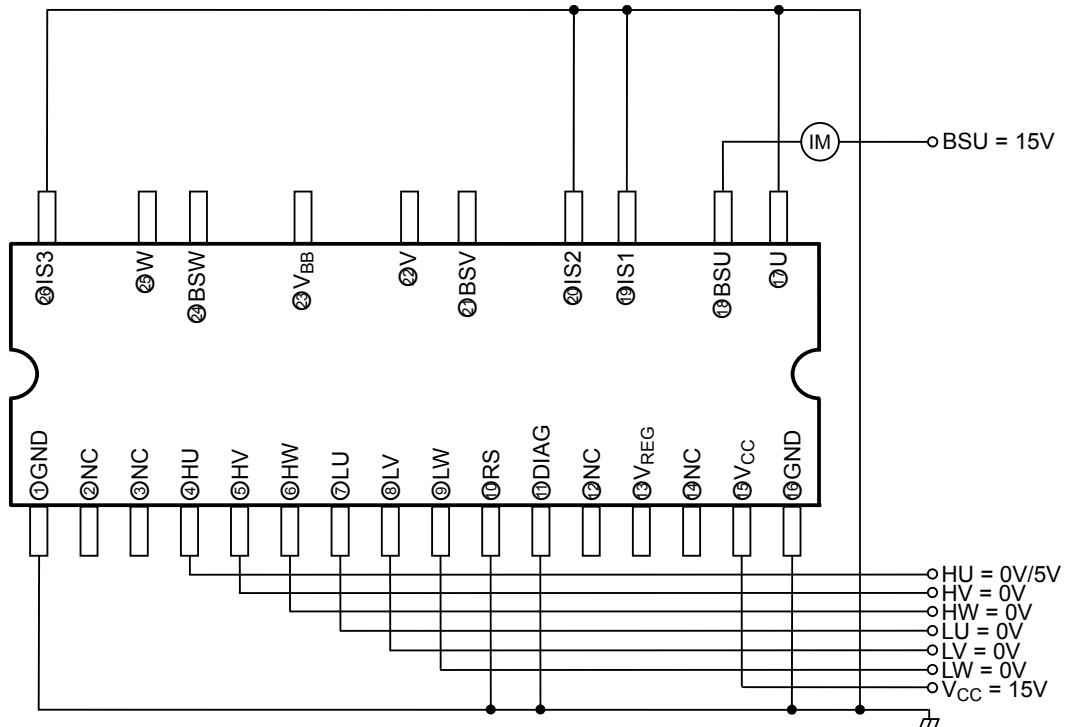 IM
BSU = 15V
㉖IS3
㉕W
㉔BSW
㉓VBB
㉒V
㉑BSV
⑳IS2
⑲IS1
⑱BSU
⑰U
①GND
②NC
③NC
④HU
⑤HV
⑥HW
⑦LU
⑧LV
⑨LW
⑩RS
⑪DIAG
⑫NC
⑬VREG
⑭NC
⑮VCC
⑯GND
HU = 0V/5V
HV = 0V
HW = 0V
LU = 0V
LV = 0V
LW = 0V
VCC = 15V